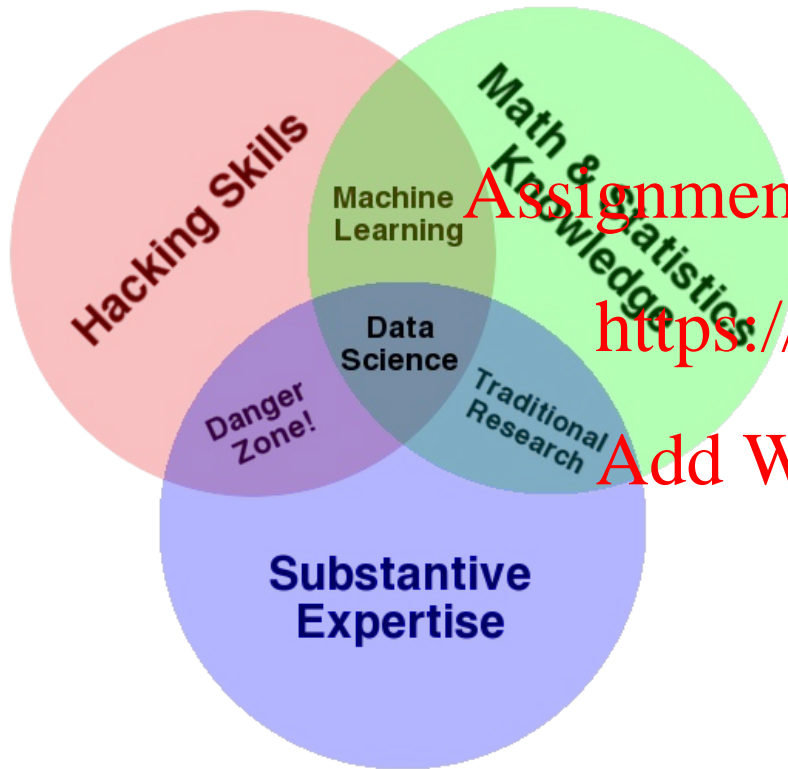 Hacking Skills
Math & Statistics
Knowledge
Machine
Learning
Data
Science
Danger
Zone!
Traditional
Research
Substantive
Expertise
Assignmen
https://
Add W